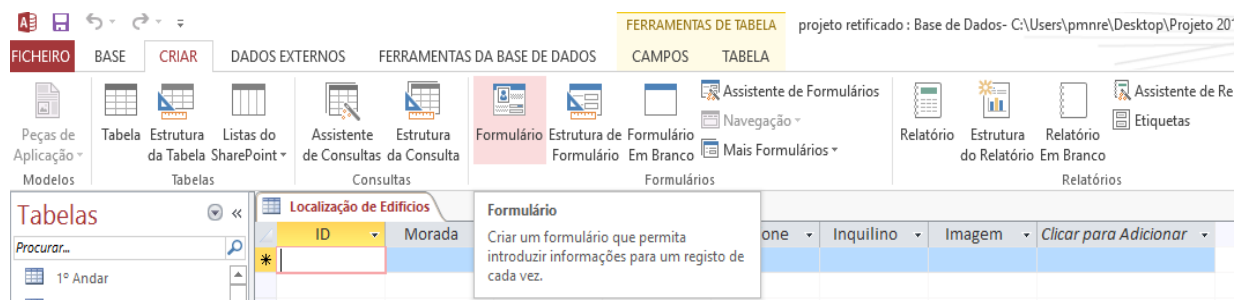 FERRAMENTAS DE TABELA projeto retificado : Base de Dados- C:\Users\pmnre\Desktop\Projeto 201
FICHEIRO BASE CRIAR DADOS EXTERNOS FERRAMENTAS DA BASE DE DADOS CAMPOS TABELA
Peças de Aplicação
Tabela
Estrutura da Tabela
Listas do SharePoint
Assistente de Consultas
Estrutura da Consulta
Formulário
Estrutura de Formulário
Formulário Em Branco
Assistente de Formulários
Navegação
Mais Formulários
Relatório
Estrutura do Relatório
Relatório Em Branco
Assistente de Re
Etiquetas
Modelos Tabelas Consultas Formulários Relatórios
Tabelas
Procurar...
1º Andar
Localização de Edificios
ID Morada one Inquilino Imagem Clicar para Adicionar
Formulário
Criar um formulário que permita
introduzir informações para um registo de
cada vez.